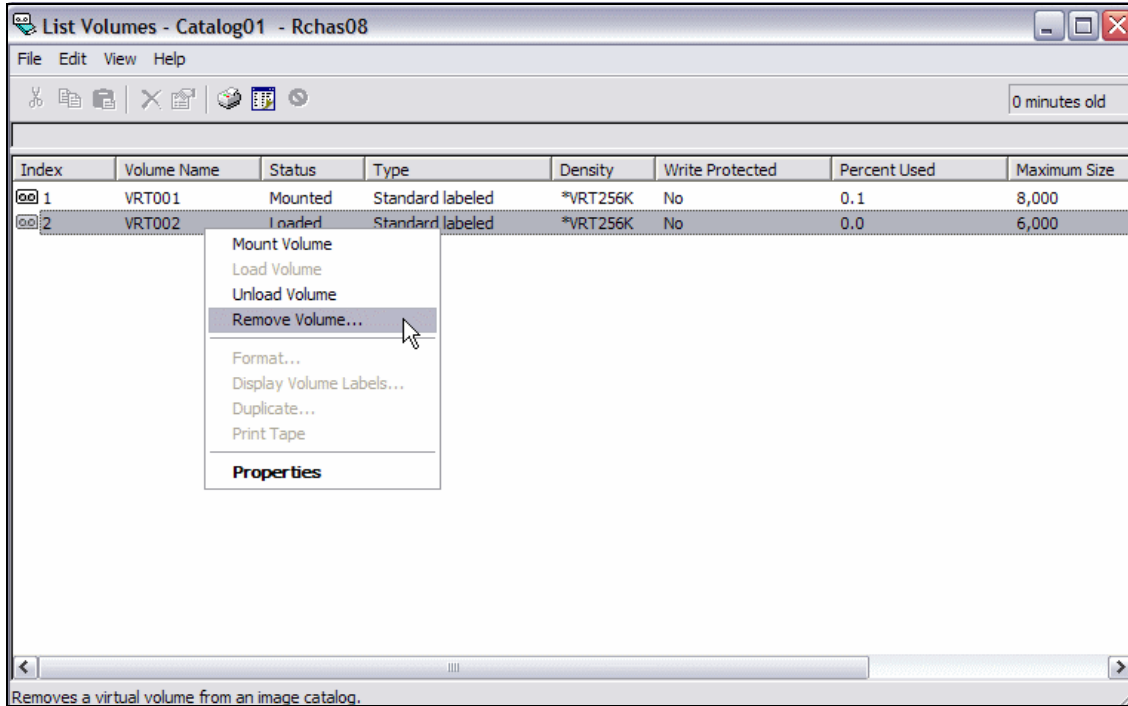 List Volumes - Catalog01 - Rchas08
File Edit View Help
0 minutes old
Index Volume Name Status Type Density Write Protected Percent Used Maximum Size
1 VRT001 Mounted Standard labeled *VRT256K No 0.1 8,000
2 VRT002 Loaded Standard labeled *VRT256K No 0.0 6,000
Mount Volume
Load Volume
Unload Volume
Remove Volume...
Format...
Display Volume Labels...
Duplicate...
Print Tape
Properties
Removes a virtual volume from an image catalog.